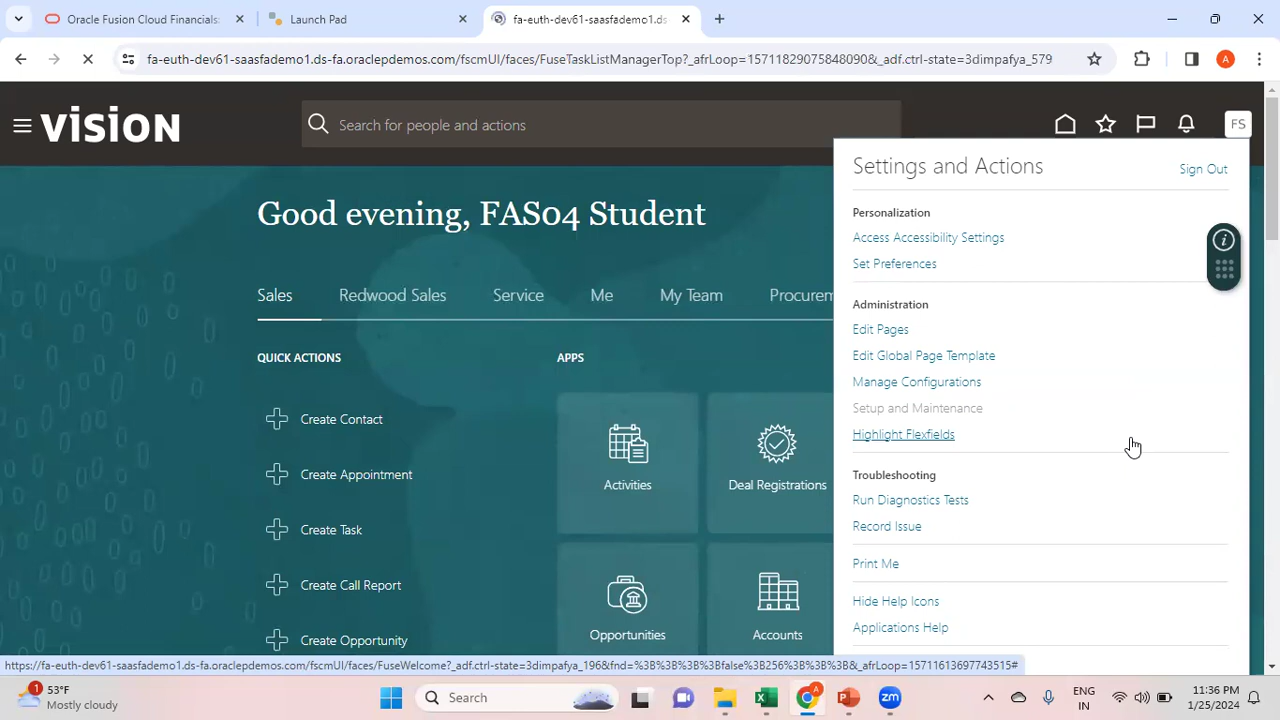 Oracle Fusion Cloud Financials:
Launch Pad
fa-euth-dev61-saasfademo1.ds
fa-euth-dev61-saasfademo1.ds-fa.oraclepdemos.com/fscmUI/faces/FuseTaskListManagerTop?_afrLoop=157118290758480908&_adf.ctrl-state=3dimpafya_579
A
vision
Search for people and actions
FS
Settings and Actions
Sign Out
Good evening, FAS04 Student
Personalization
Access Accessibility Settings
Set Preferences
Sales
Redwood Sales
Service
Me
My Team
Procurem
Administration
Edit Pages
Edit Global Page Template
Manage Configurations
Setup and Maintenance
Highlight Flexfields
QUICK ACTIONS
APPS
Create Contact
Create Appointment
Create Task
Create Call Report
Create Opportunity
Activities
Deal Registrations
Opportunities
Accounts
Troubleshooting
Run Diagnostics Tests
Record Issue
Print Me
Hide Help Icons
Applications Help
https://fa-euth-dev61-saasfademo1.ds-fa.oraclepdemos.com/fscmUI/faces/FuseWelcome?_adf.ctrl-state=3dimpafya_196&fnd=%3B%3B%3B%3Bfalse%3B256%3B%3B%3B&_afrLoop=15711613697743515#
1
53°F
Mostly cloudy
Search
A
zm
ENG
IN
11:36 PM
1/25/2024